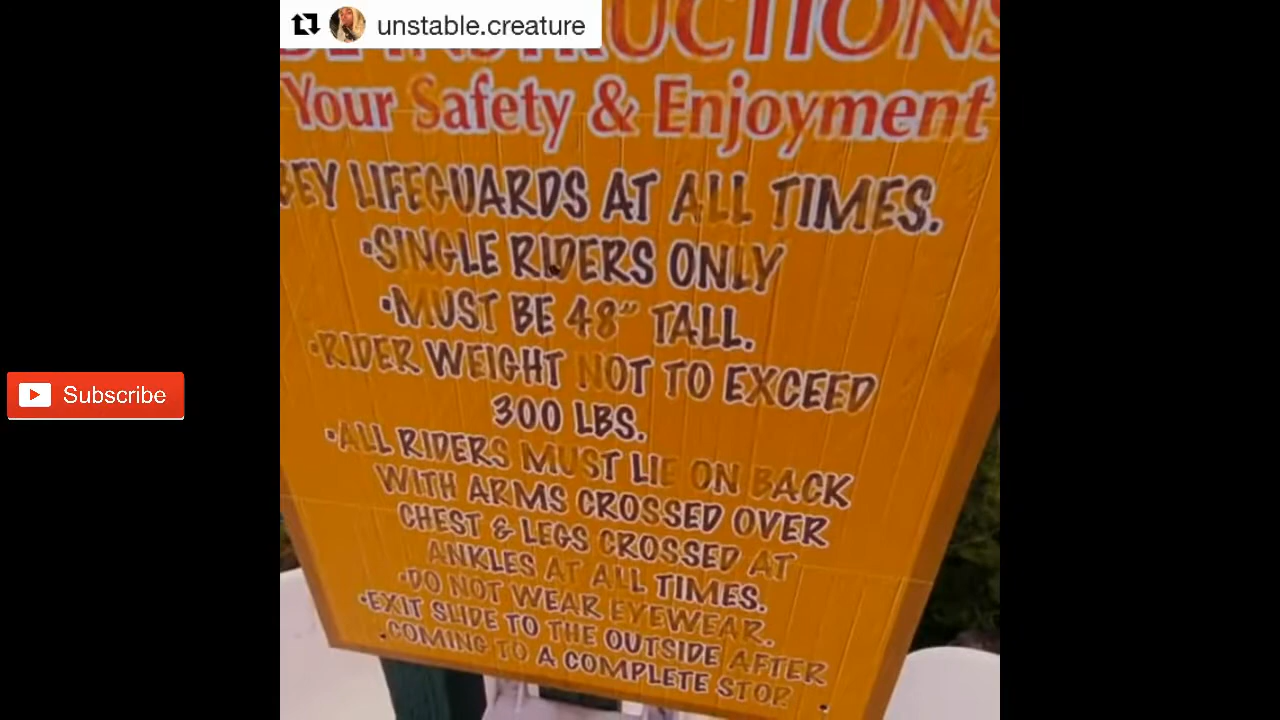 unstable.creature
Your Safety & Enjoyment
LIFEGUARDS AT ALL TIMES.
•SINGLE RIDERS ONLY
•MUST BE 48" TALL.
•RIDER WEIGHT NOT TO EXCEED
300 LBS.
•ALL RIDERS MUST LIE ON BACK
WITH ARMS CROSSED OVER
CHEST & LEGS CROSSED AT
ANKLES AT ALL TIMES.
•DO NOT WEAR EYEWEAR.
•EXIT SLIDE TO THE OUTSIDE AFTER
COMING TO A COMPLETE STOP.
Subscribe